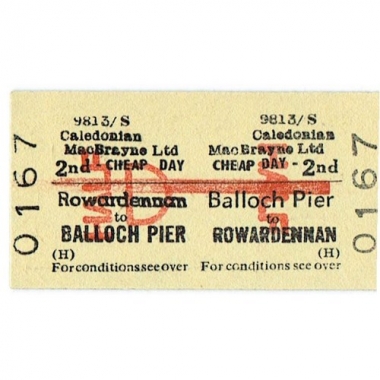 0167
9813/S
Caledonian
MacBrayne Ltd
2nd - CHEAP DAY
Rowardennan
to
BALLOCH PIER
(H)
For conditions see over
9813/S
Caledonian
MacBrayne Ltd
CHEAP DAY - 2nd
Balloch Pier
to
ROWARDENNAN
(H)
For conditions see over
0167